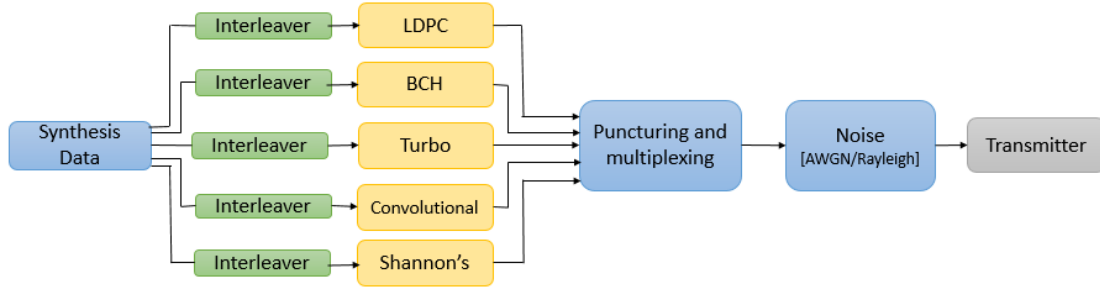 Interleaver
LDPC
Interleaver
BCH
Synthesis
Data
Interleaver
Turbo
Puncturing and
multiplexing
Noise
[AWGN/Rayleigh]
Transmitter
Interleaver
Convolutional
Interleaver
Shannon's